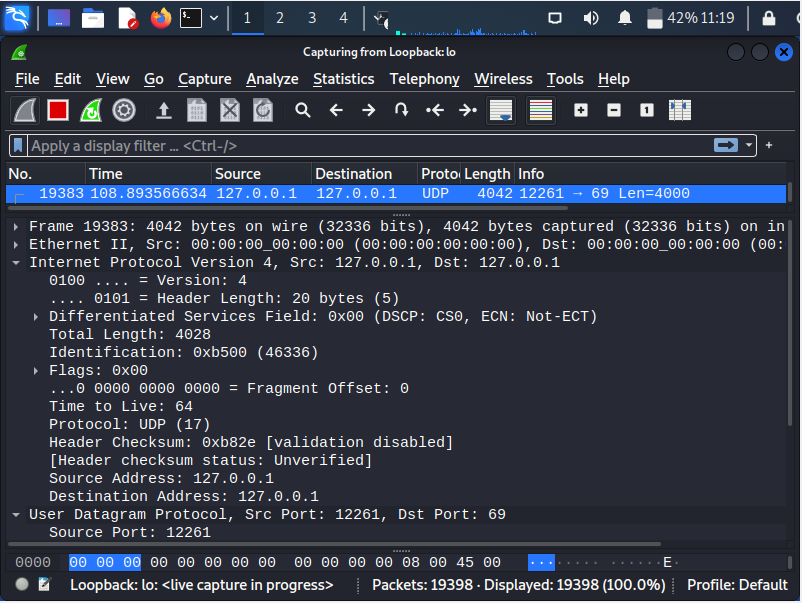 1 2 3 4 42% 11:19
Capturing from Loopback: lo
File Edit View Go Capture Analyze Statistics Telephony Wireless Tools Help
Apply a display filter ... <Ctrl-/>
No. Time Source Destination Proto Length Info
19383 108.893566634 127.0.0.1 127.0.0.1 UDP 4042 12261 → 69 Len=4000
Frame 19383: 4042 bytes on wire (32336 bits), 4042 bytes captured (32336 bits) on in
Ethernet II, Src: 00:00:00_00:00:00 (00:00:00:00:00:00), Dst: 00:00:00_00:00:00 (00:
Internet Protocol Version 4, Src: 127.0.0.1, Dst: 127.0.0.1
0100 .... = Version: 4
.... 0101 = Header Length: 20 bytes (5)
Differentiated Services Field: 0x00 (DSCP: CS0, ECN: Not-ECT)
Total Length: 4028
Identification: 0xb500 (46336)
Flags: 0x00
...0 0000 0000 0000 = Fragment Offset: 0
Time to Live: 64
Protocol: UDP (17)
Header Checksum: 0xb82e [validation disabled]
[Header checksum status: Unverified]
Source Address: 127.0.0.1
Destination Address: 127.0.0.1
User Datagram Protocol, Src Port: 12261, Dst Port: 69
Source Port: 12261
0000 00 00 00 00 00 00 00 00 00 00 00 00 08 00 45 00 ··············E·
Loopback: lo: <live capture in progress> Packets: 19398 · Displayed: 19398 (100.0%) Profile: Default